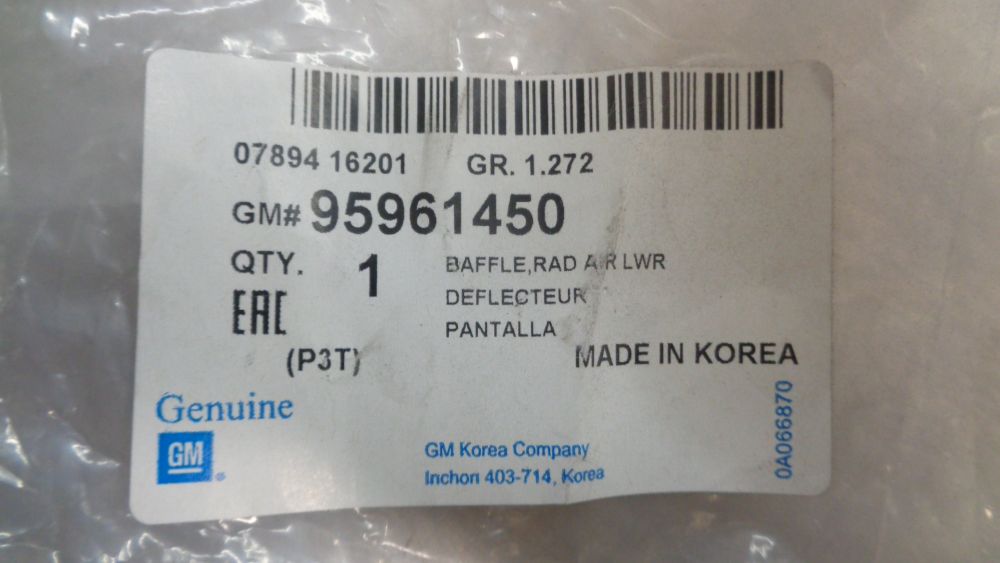 07894 16201 GR. 1.272
GM# 95961450
QTY. 1 BAFFLE,RAD AIR LWR
EAC DEFLECTEUR
PANTALLA
(P3T) MADE IN KOREA
Genuine
GM
GM Korea Company
Inchon 403-714, Korea
0A066870